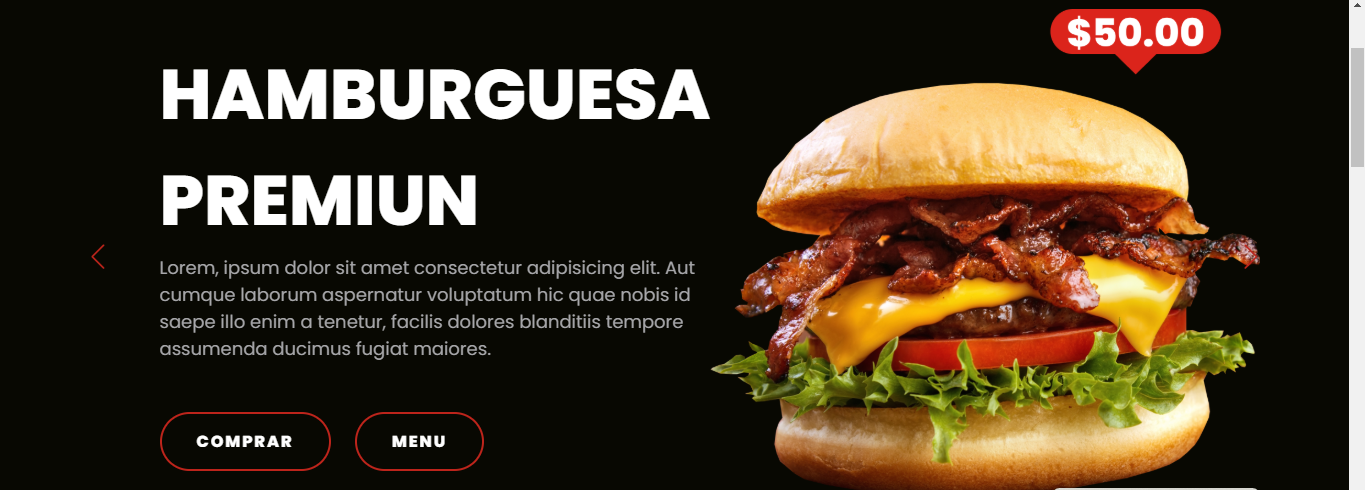 $50.00
HAMBURGUESA
PREMIUN
Lorem, ipsum dolor sit amet consectetur adipisicing elit. Aut
cumque laborum aspernatur voluptatum hic quae nobis id
saepe illo enim a tenetur, facilis dolores blanditiis tempore
assumenda ducimus fugiat maiores.
COMPRAR
MENU